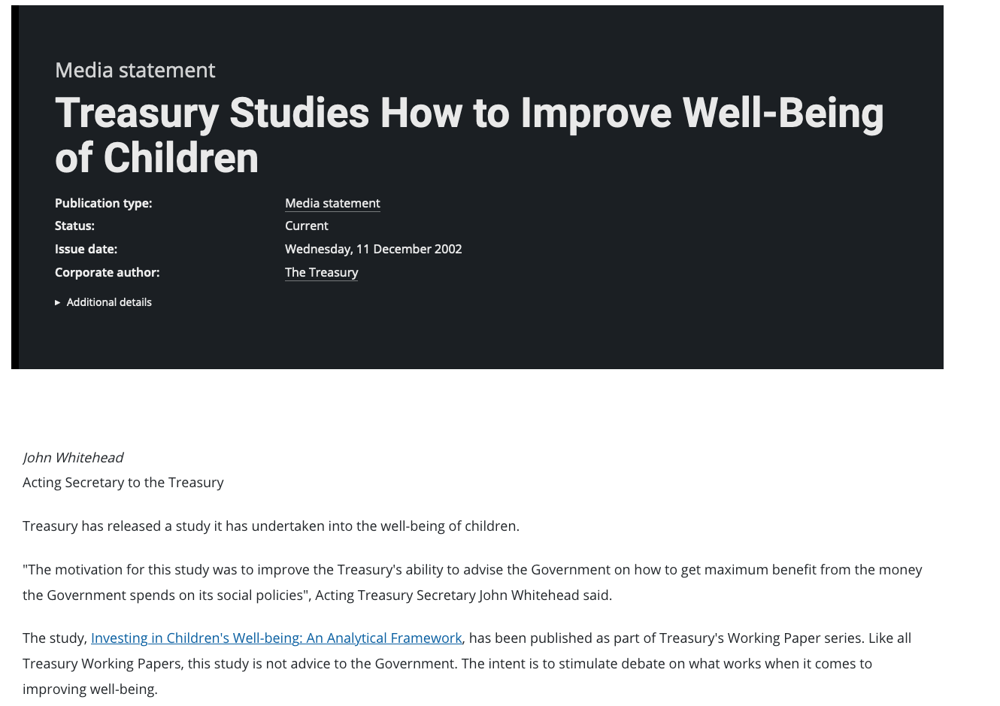 Media statement
Treasury Studies How to Improve Well-Being
of Children
Publication type: Media statement
Status: Current
Issue date: Wednesday, 11 December 2002
Corporate author: The Treasury
▸ Additional details
John Whitehead
Acting Secretary to the Treasury
Treasury has released a study it has undertaken into the well-being of children.
"The motivation for this study was to improve the Treasury's ability to advise the Government on how to get maximum benefit from the money
the Government spends on its social policies", Acting Treasury Secretary John Whitehead said.
The study, Investing in Children's Well-being: An Analytical Framework, has been published as part of Treasury's Working Paper series. Like all
Treasury Working Papers, this study is not advice to the Government. The intent is to stimulate debate on what works when it comes to
improving well-being.